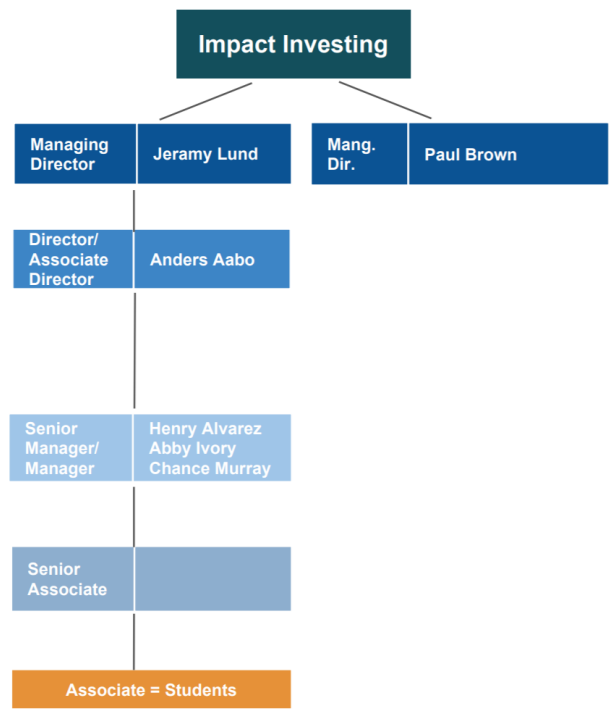 Impact Investing
Managing
Director
Jeramy Lund
Mang.
Dir.
Paul Brown
Director/
Associate
Director
Anders Aabo
Senior
Manager/
Manager
Henry Alvarez
Abby Ivory
Chance Murray
Senior
Associate
Associate = Students